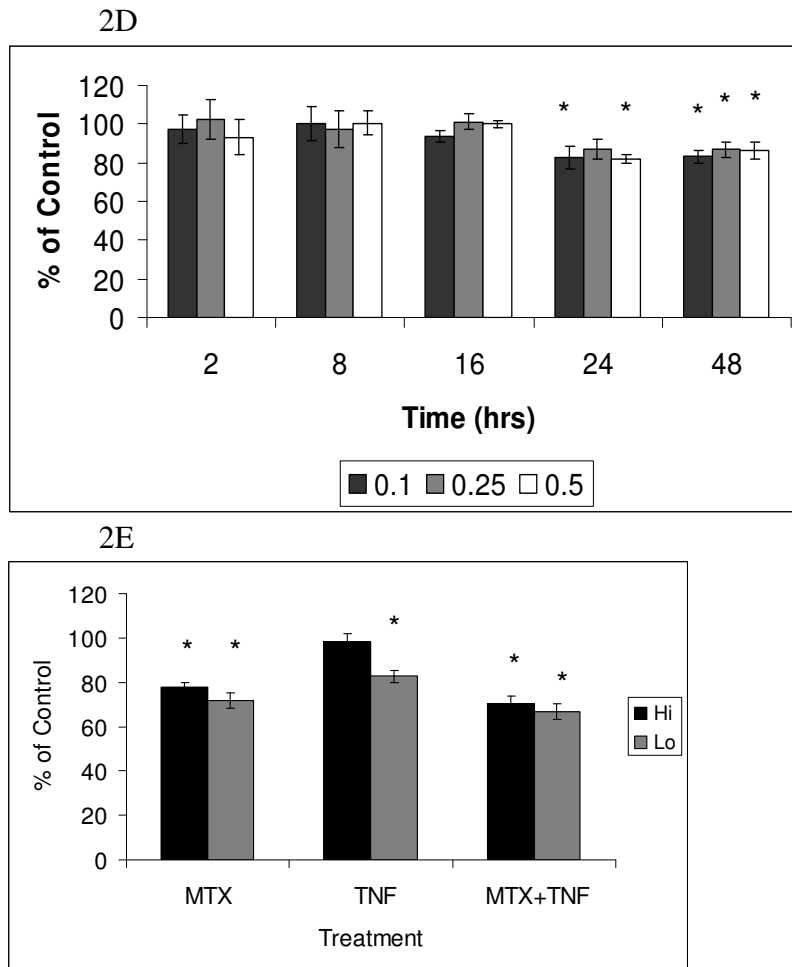 2D
% of Control
120
100
80
60
40
20
0
* * * * *
2 8 16 24 48
Time (hrs)
0.1 0.25 0.5
2E
% of Control
120
100
80
60
40
20
0
* * * * *
MTX TNF MTX+TNF
Treatment
Hi
Lo